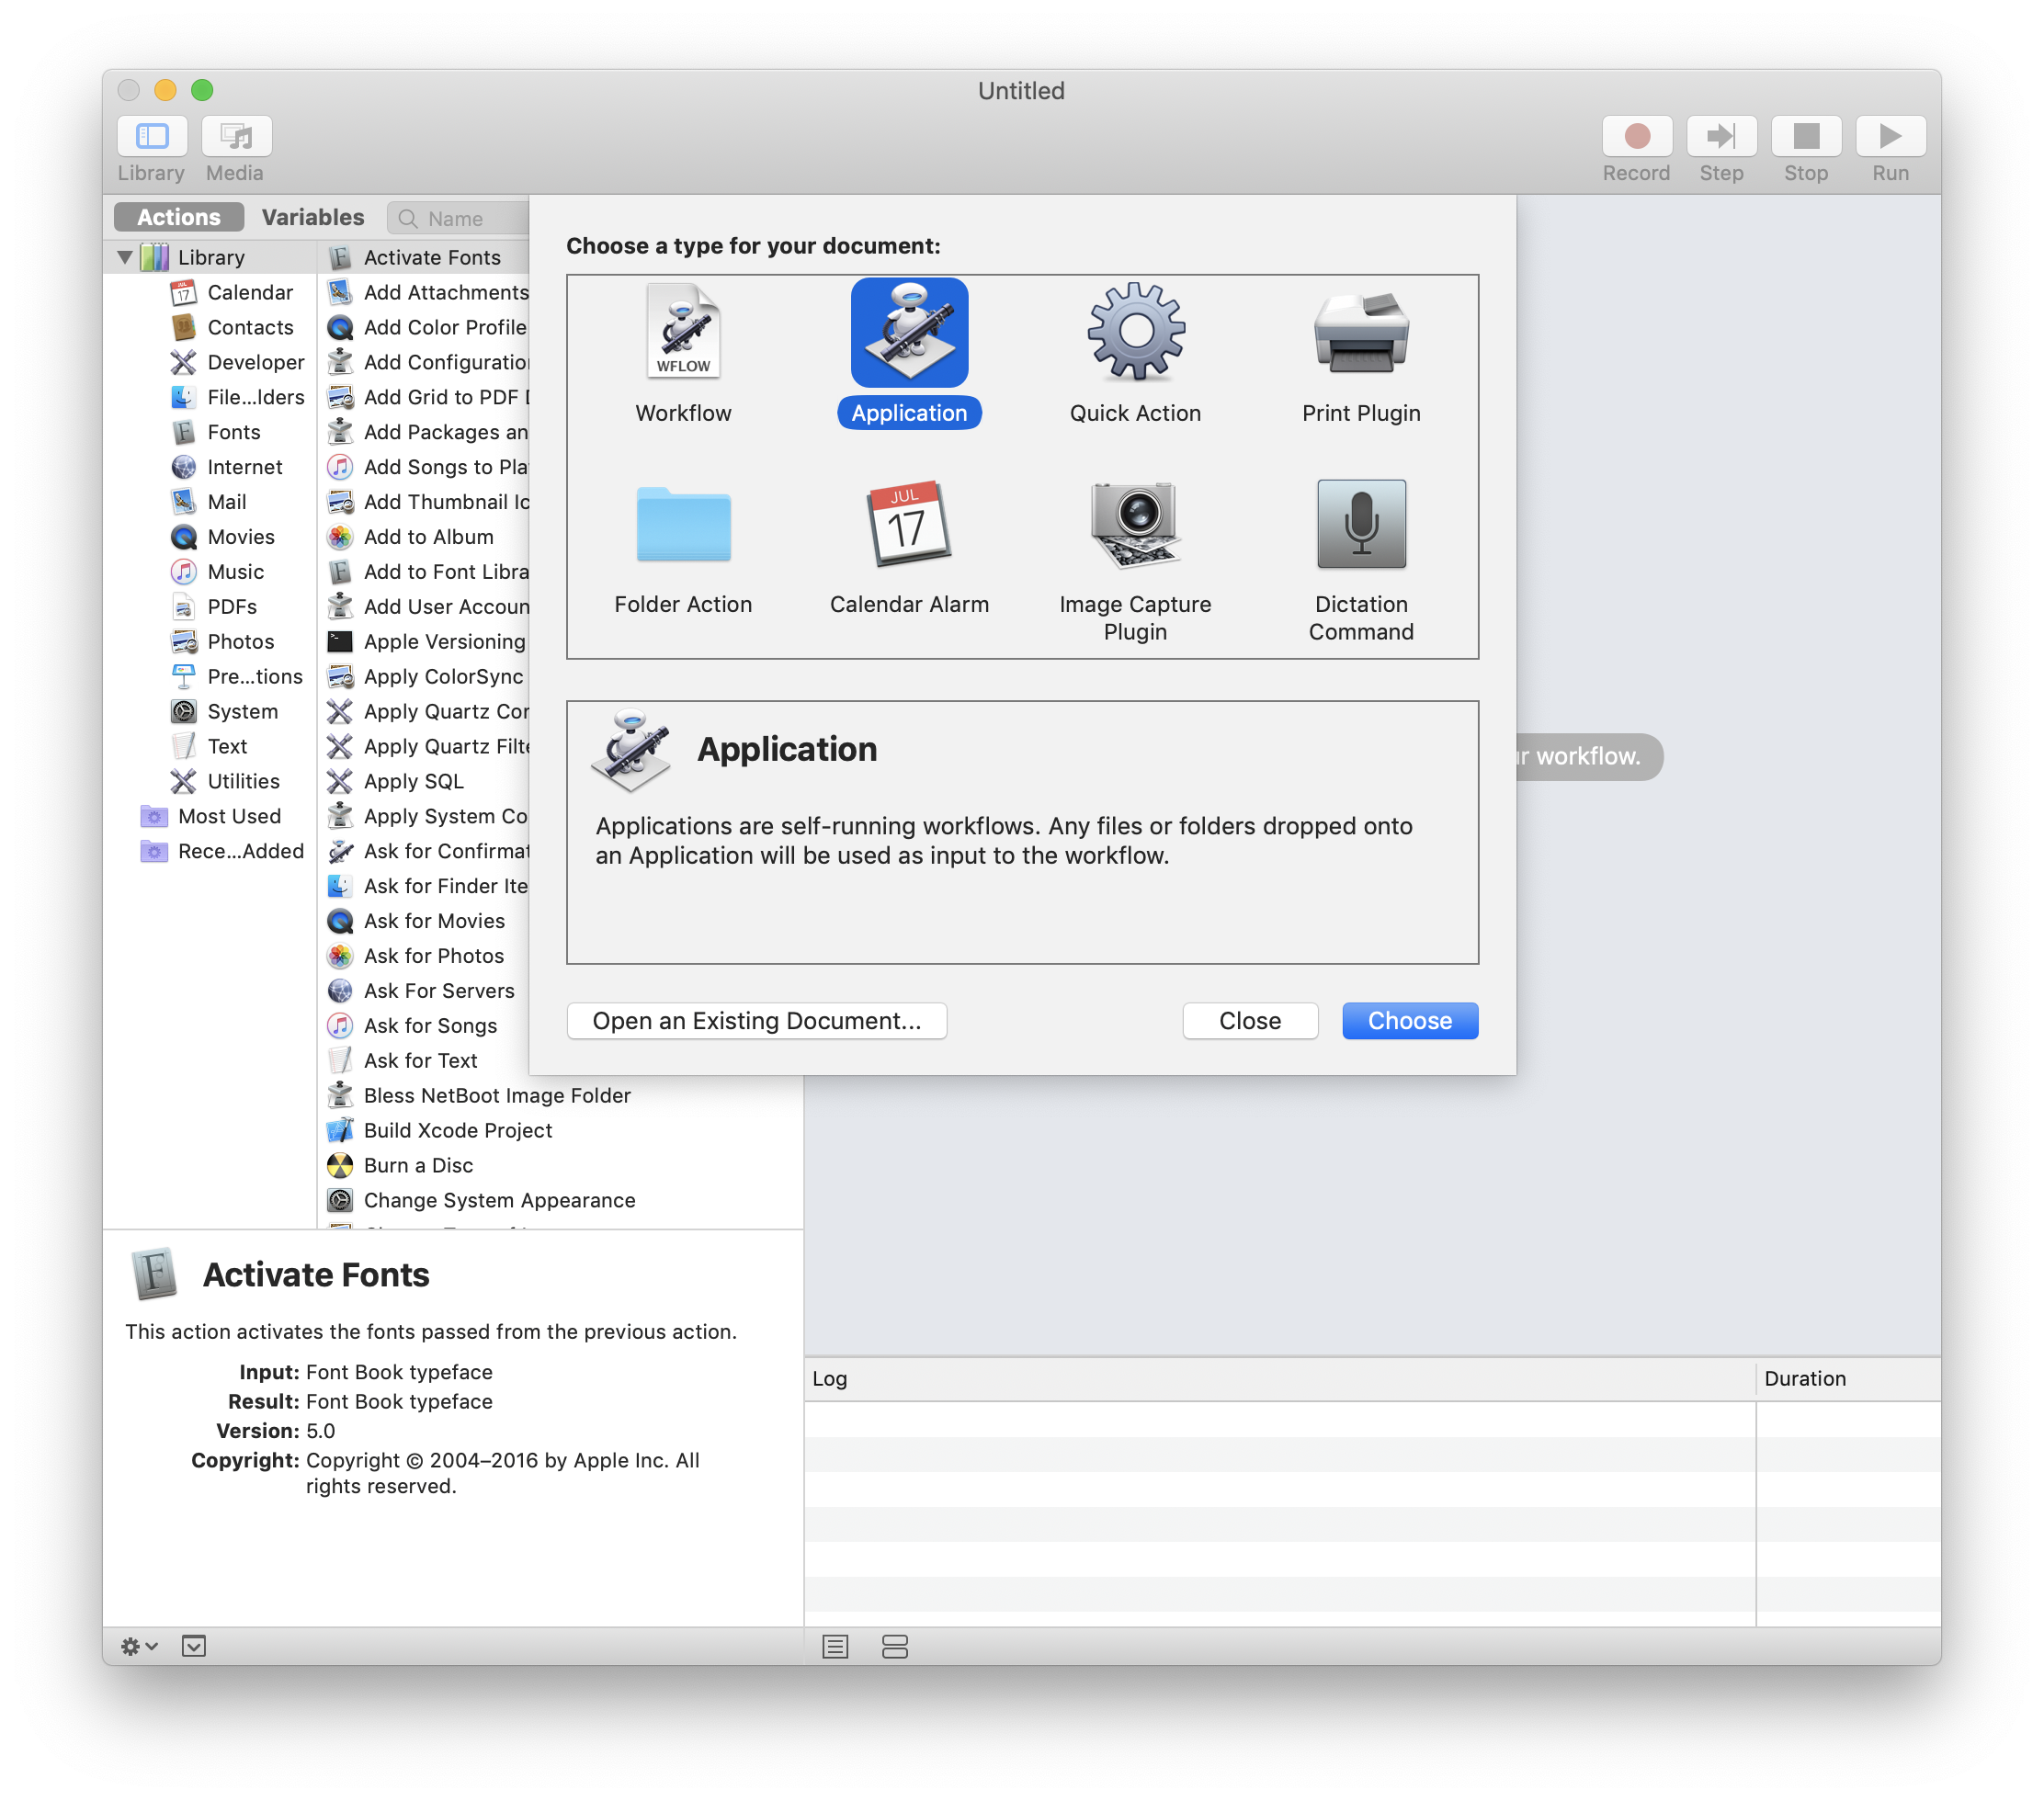 Untitled
Library Media
Record Step Stop Run
Actions Variables Name
Library
Calendar
Contacts
Developer
File...lders
Fonts
Internet
Mail
Movies
Music
PDFs
Photos
Pre...tions
System
Text
Utilities
Most Used
Rece...Added
Activate Fonts
Add Attachments
Add Color Profile
Add Configuration
Add Grid to PDF D
Add Packages an
Add Songs to Pla
Add Thumbnail Ic
Add to Album
Add to Font Libra
Add User Accoun
Apple Versioning
Apply ColorSync
Apply Quartz Con
Apply Quartz Filte
Apply SQL
Apply System Co
Ask for Confirmat
Ask for Finder Ite
Ask for Movies
Ask for Photos
Ask For Servers
Ask for Songs
Ask for Text
Bless NetBoot Image Folder
Build Xcode Project
Burn a Disc
Change System Appearance
Choose a type for your document:
WFLOW
Workflow
Application
Quick Action
Print Plugin
Folder Action
JUL
17
Calendar Alarm
Image Capture
Plugin
Dictation
Command
Application
Applications are self-running workflows. Any files or folders dropped onto
an Application will be used as input to the workflow.
Open an Existing Document...
Close
Choose
r workflow.
Activate Fonts
This action activates the fonts passed from the previous action.
Input: Font Book typeface
Result: Font Book typeface
Version: 5.0
Copyright: Copyright © 2004–2016 by Apple Inc. All
rights reserved.
Log Duration